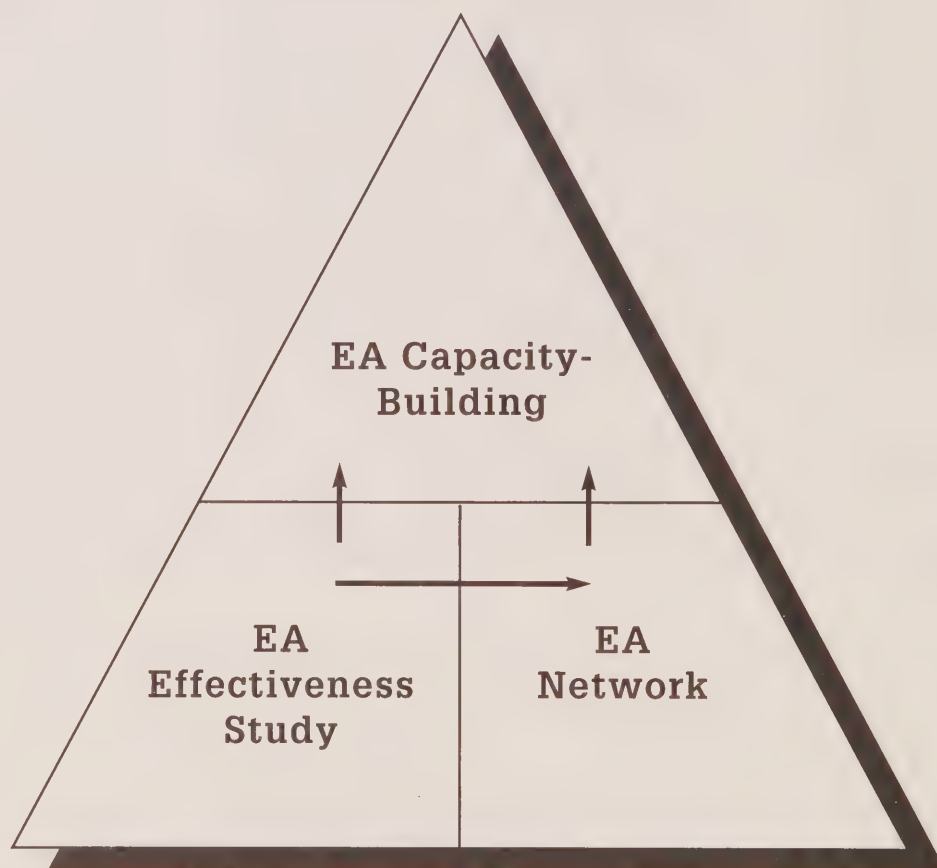 EA Capacity-
Building
EA
Effectiveness
Study
EA
Network